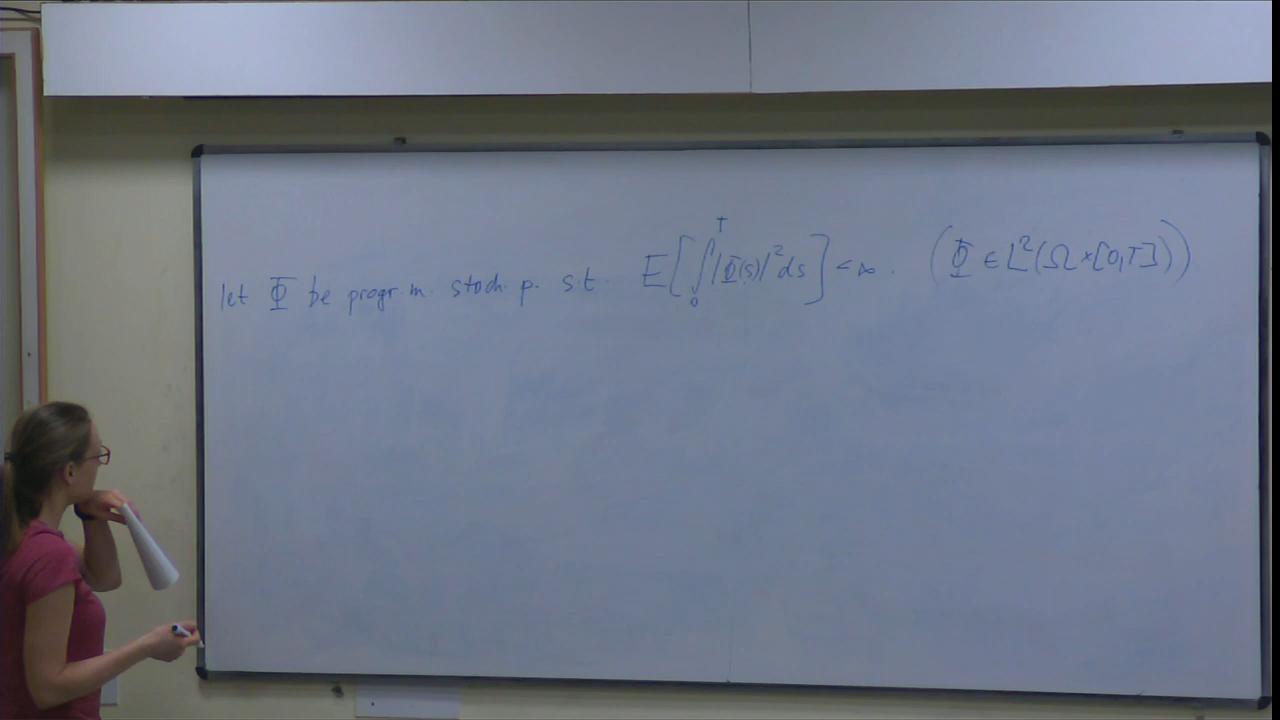 let Φ be progr. m. stoch. p. s.t. E[∫₀ᵀ |Φ(s)|² ds] < ∞. (Φ ∈ L²(Ω × [0,T]))